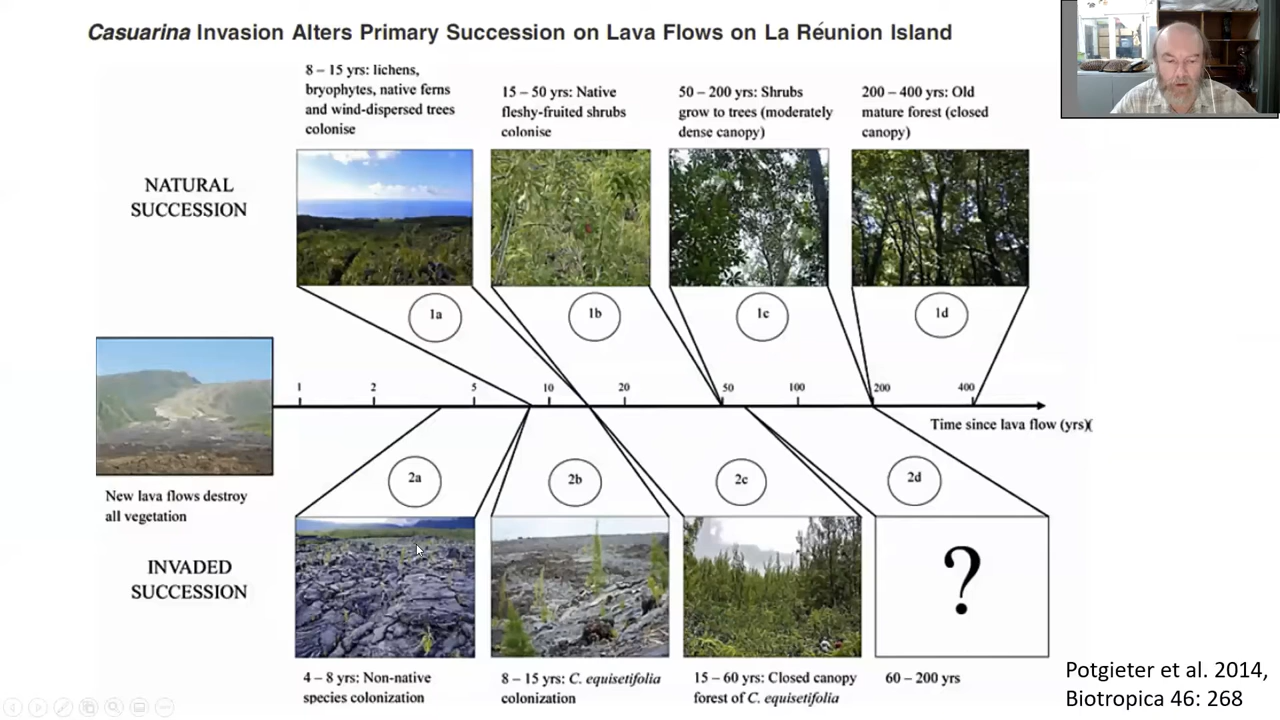 Casuarina Invasion Alters Primary Succession on Lava Flows on La Réunion Island
8 – 15 yrs: lichens,
bryophytes, native ferns
and wind-dispersed trees
colonise
15 – 50 yrs: Native
fleshy-fruited shrubs
colonise
50 – 200 yrs: Shrubs
grow to trees (moderately
dense canopy)
200 – 400 yrs: Old
mature forest (closed
canopy)
NATURAL
SUCCESSION
1a
1b
1c
1d
1
2
5
10
20
50
100
200
400
Time since lava flow (yrs)(
New lava flows destroy
all vegetation
2a
2b
2c
2d
INVADED
SUCCESSION
?
4 – 8 yrs: Non-native
species colonization
8 – 15 yrs: C. equisetifolia
colonization
15 – 60 yrs: Closed canopy
forest of C. equisetifolia
60 – 200 yrs
Potgieter et al. 2014,
Biotropica 46: 268